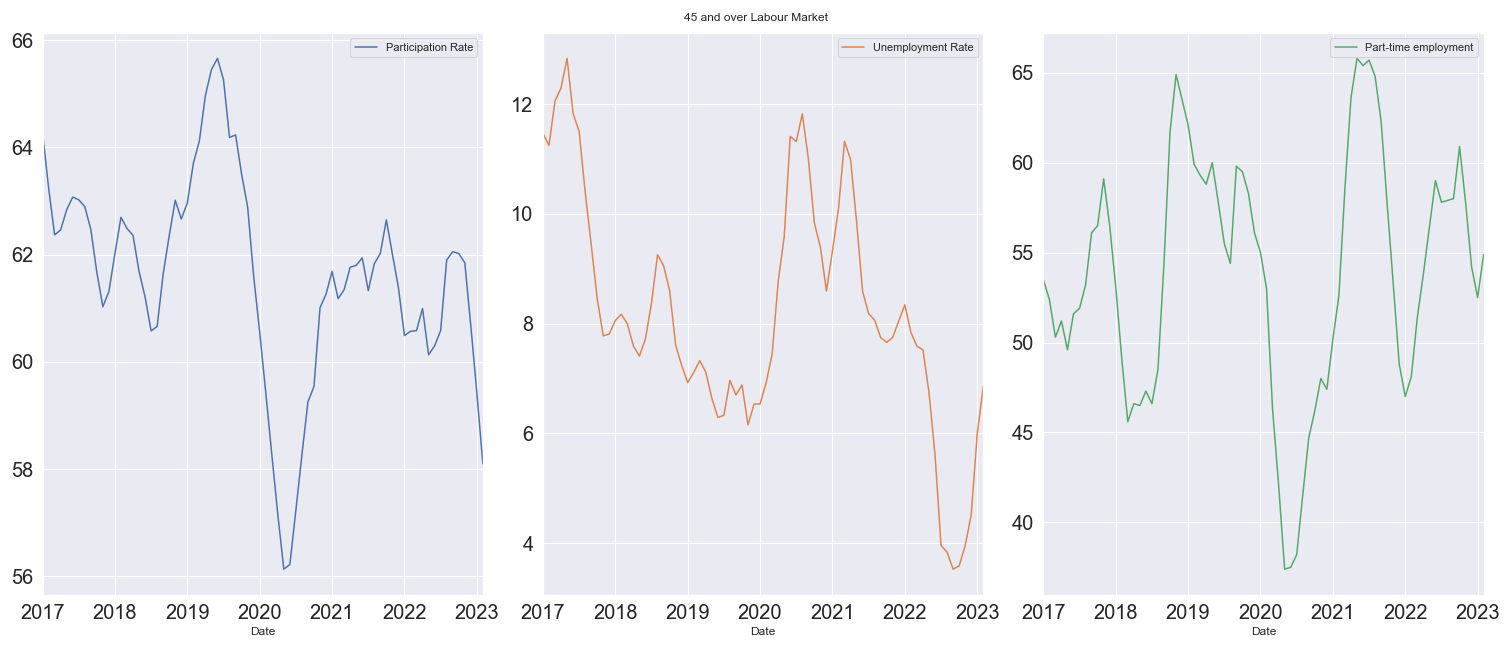 45 and over Labour Market
Participation Rate
66
64
62
60
58
56
2017 2018 2019 2020 2021 2022 2023
Date
Unemployment Rate
12
10
8
6
4
2017 2018 2019 2020 2021 2022 2023
Date
Part-time employment
65
60
55
50
45
40
2017 2018 2019 2020 2021 2022 2023
Date